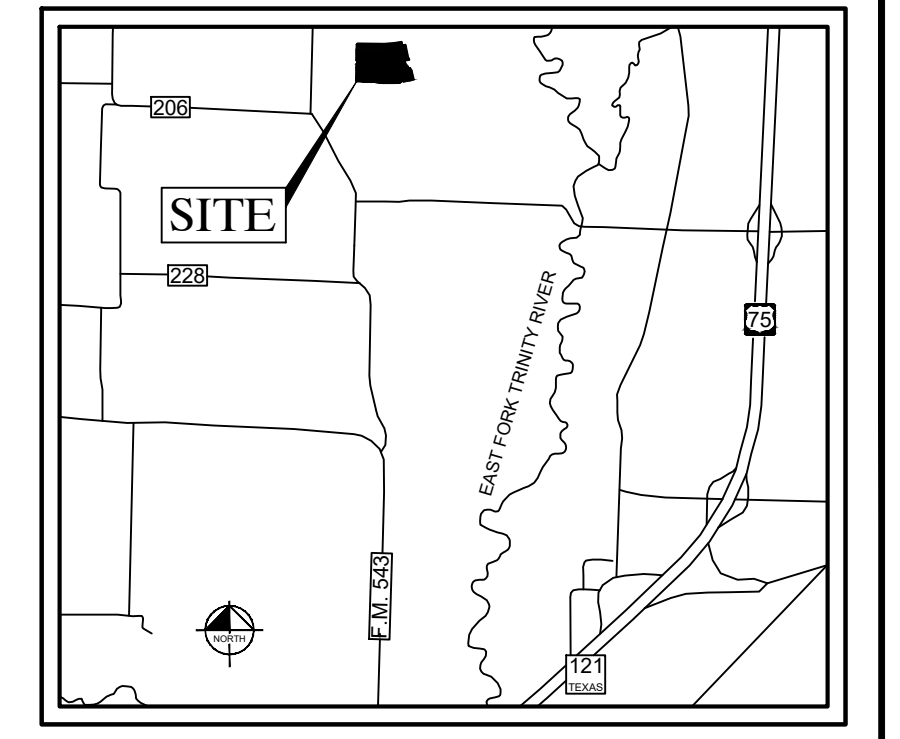 206
SITE
228
75
EAST FORK TRINITY RIVER
F.M. 543
NORTH
121
TEXAS